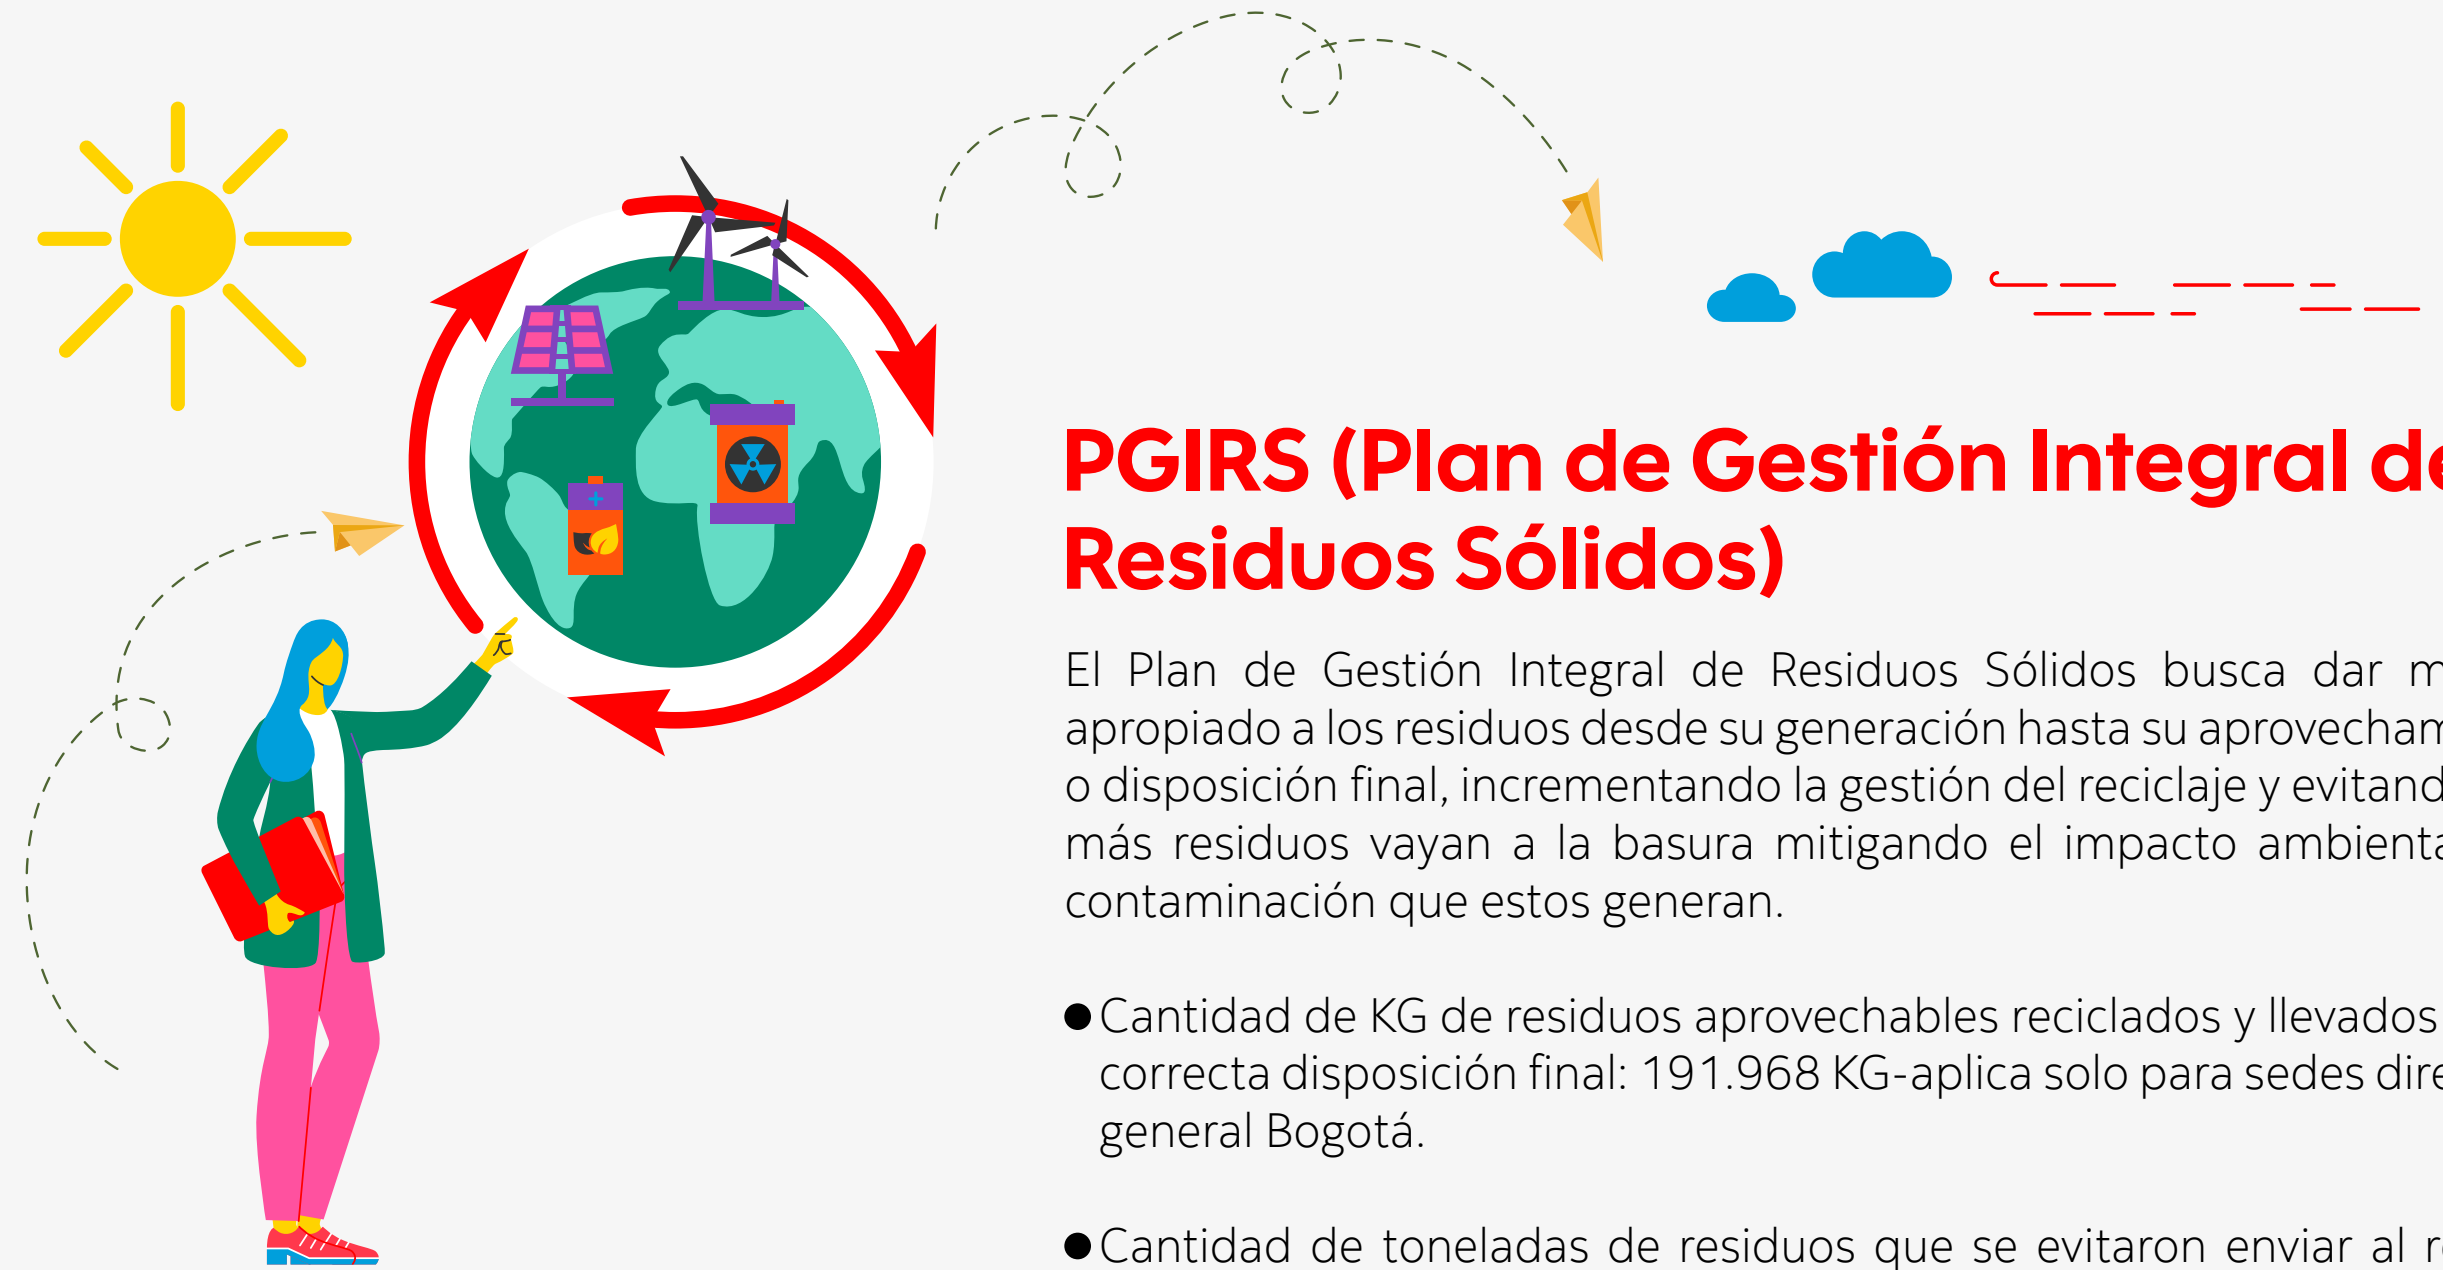 PGIRS (Plan de Gestión Integral de
Residuos Sólidos)
El Plan de Gestión Integral de Residuos Sólidos busca dar
apropiado a los residuos desde su generación hasta su
o disposición final, incrementando la gestión del reciclaje y
más residuos vayan a la basura mitigando el impacto
contaminación que estos generan.
● Cantidad de KG de residuos aprovechables reciclados y llevados
correcta disposición final: 191.968 KG-aplica solo para sedes
general Bogotá.
● Cantidad de toneladas de residuos que se evitaron enviar al